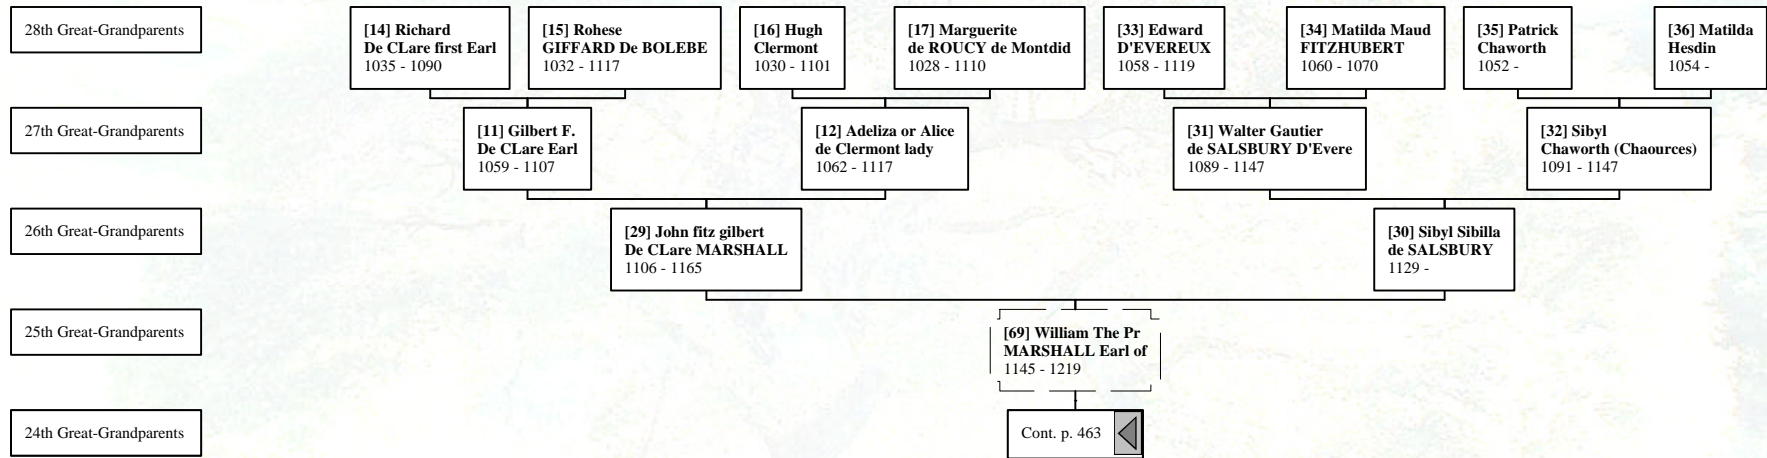 28th Great-Grandparents
[14] Richard
De CLare first Earl
1035 - 1090
[15] Rohese
GIFFARD De BOLEBE
1032 - 1117
[16] Hugh
Clermont
1030 - 1101
[17] Marguerite
de ROUCY de Montdid
1028 - 1110
[33] Edward
D'EVEREUX
1058 - 1119
[34] Matilda Maud
FITZHUBERT
1060 - 1070
[35] Patrick
Chaworth
1052 -
[36] Matilda
Hesdin
1054 -
27th Great-Grandparents
[11] Gilbert F.
De CLare Earl
1059 - 1107
[12] Adeliza or Alice
de Clermont lady
1062 - 1117
[31] Walter Gautier
de SALSBURY D'Evere
1089 - 1147
[32] Sibyl
Chaworth (Chaources)
1091 - 1147
26th Great-Grandparents
[29] John fitz gilbert
De CLare MARSHALL
1106 - 1165
[30] Sibyl Sibilla
de SALSBURY
1129 -
25th Great-Grandparents
[69] William The Pr
MARSHALL Earl of
1145 - 1219
24th Great-Grandparents
Cont. p. 463